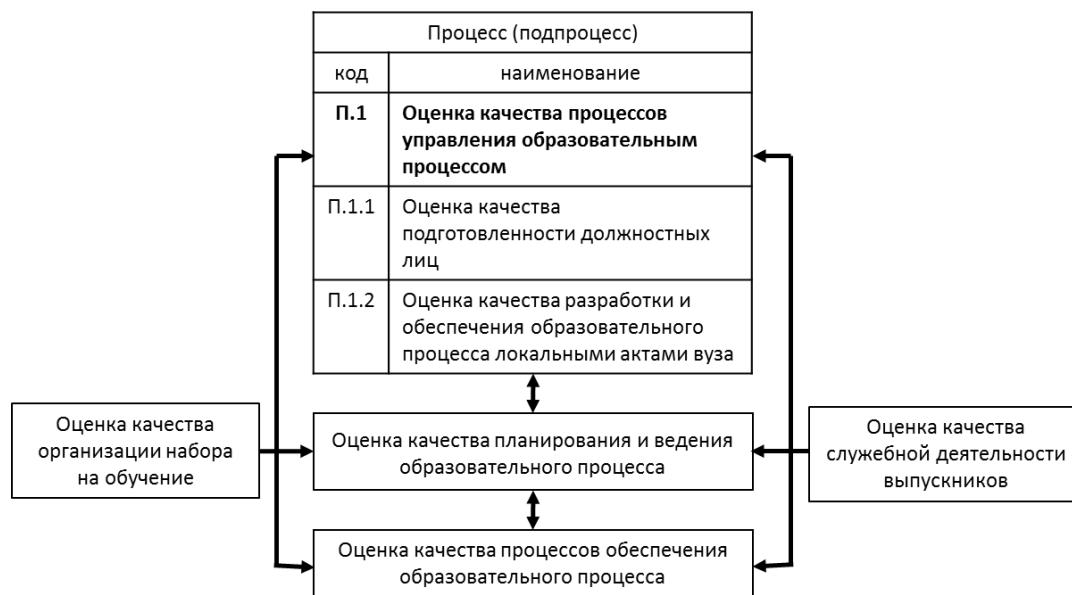 Процесс (подпроцесс)
код наименование
П.1 Оценка качества процессов
управления образовательным
процессом
П.1.1 Оценка качества
подготовленности должностных
лиц
П.1.2 Оценка качества разработки и
обеспечения образовательного
процесса локальными актами вуза
Оценка качества
организации набора
на обучение
Оценка качества планирования и ведения
образовательного процесса
Оценка качества
служебной деятельности
выпускников
Оценка качества процессов обеспечения
образовательного процесса